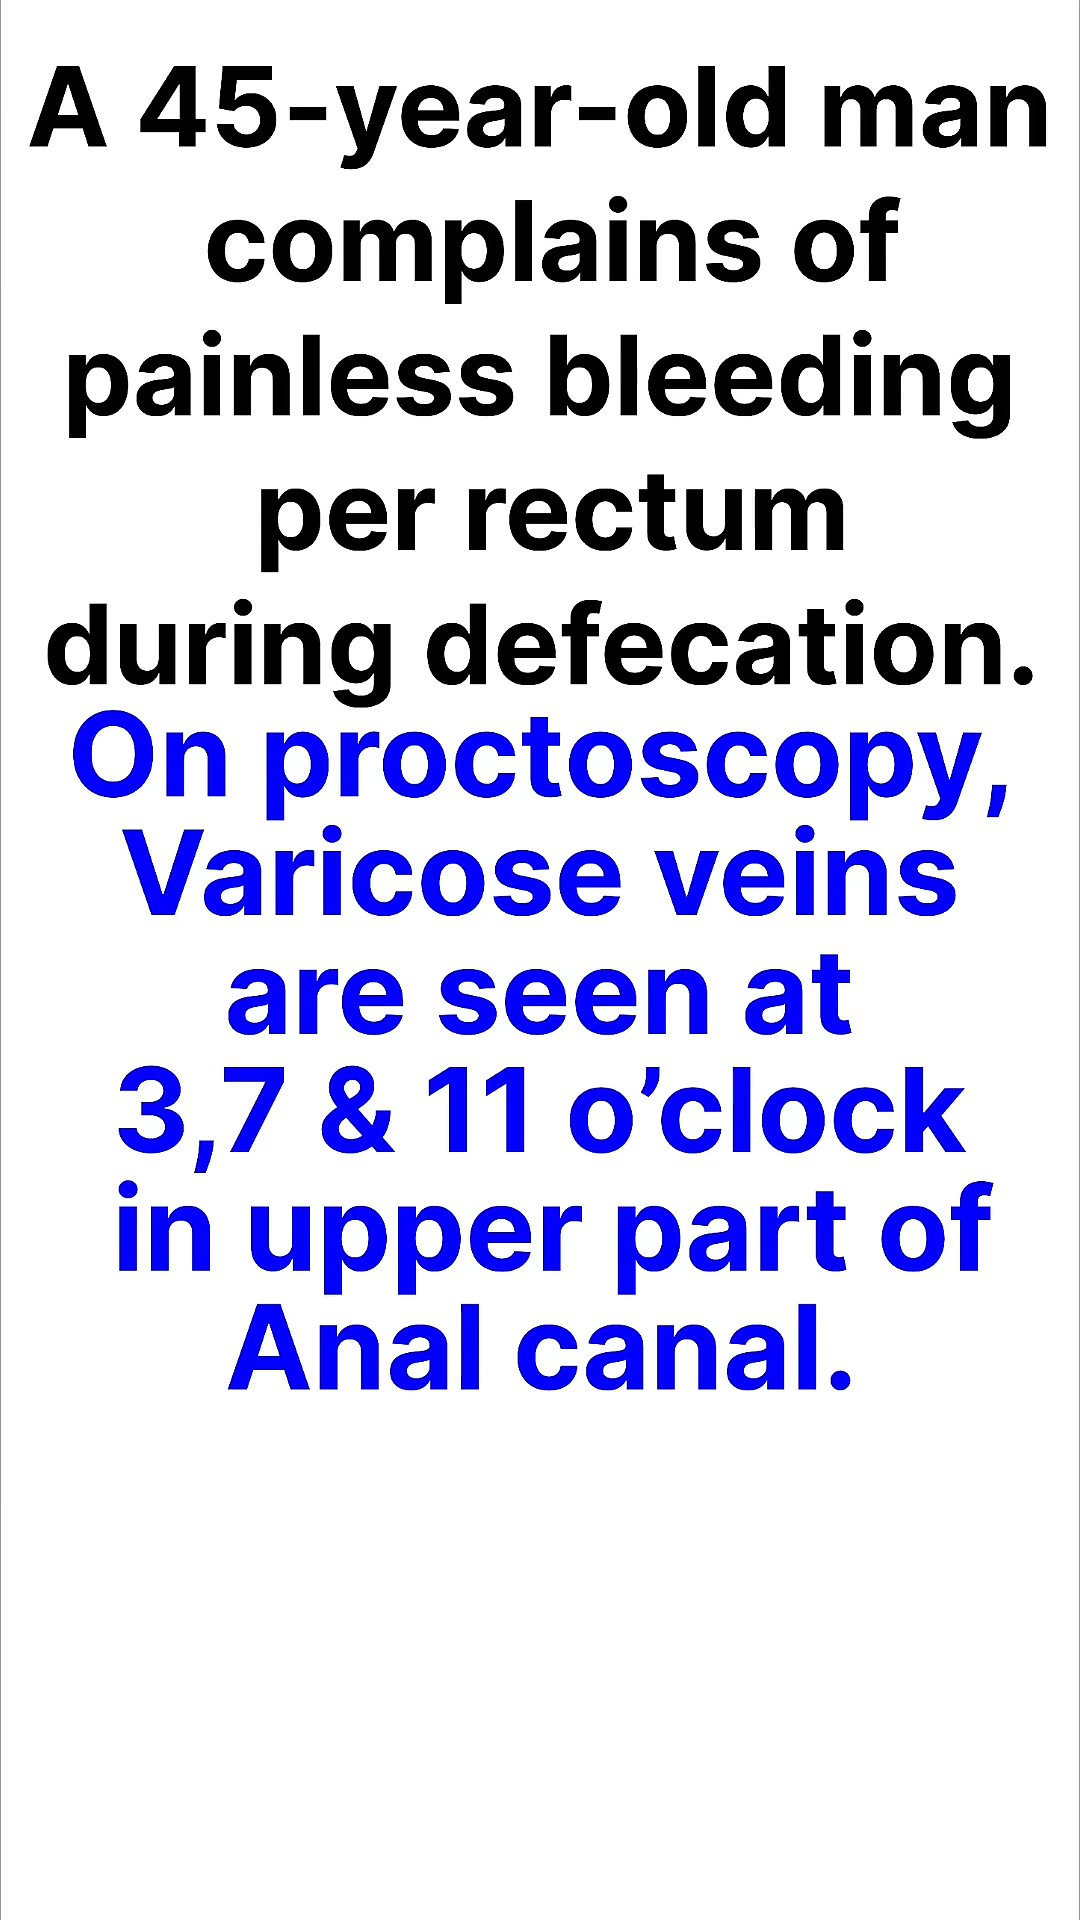 A 45-year-old man
complains of
painless bleeding
per rectum
during defecation.
On proctoscopy,
Varicose veins
are seen at
3,7 & 11 o’clock
in upper part of
Anal canal.